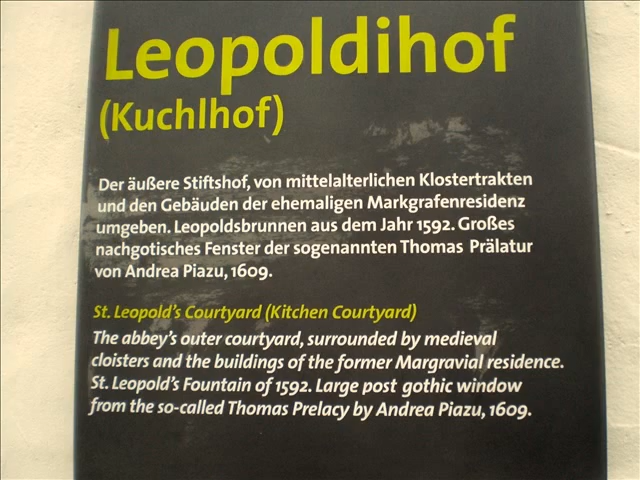 Leopoldihof
(Kuchlhof)
Der äußere Stiftshof, von mittelalterlichen Klostertrakten
und den Gebäuden der ehemaligen Markgrafenresidenz
umgeben. Leopoldsbrunnen aus dem Jahr 1592. Großes
nachgotisches Fenster der sogenannten Thomas Prälatur
von Andrea Piazu, 1609.
St. Leopold's Courtyard (Kitchen Courtyard)
The abbey's outer courtyard, surrounded by medieval
cloisters and the buildings of the former Margravial residence.
St. Leopold's Fountain of 1592. Large post gothic window
from the so-called Thomas Prelacy by Andrea Piazu, 1609.